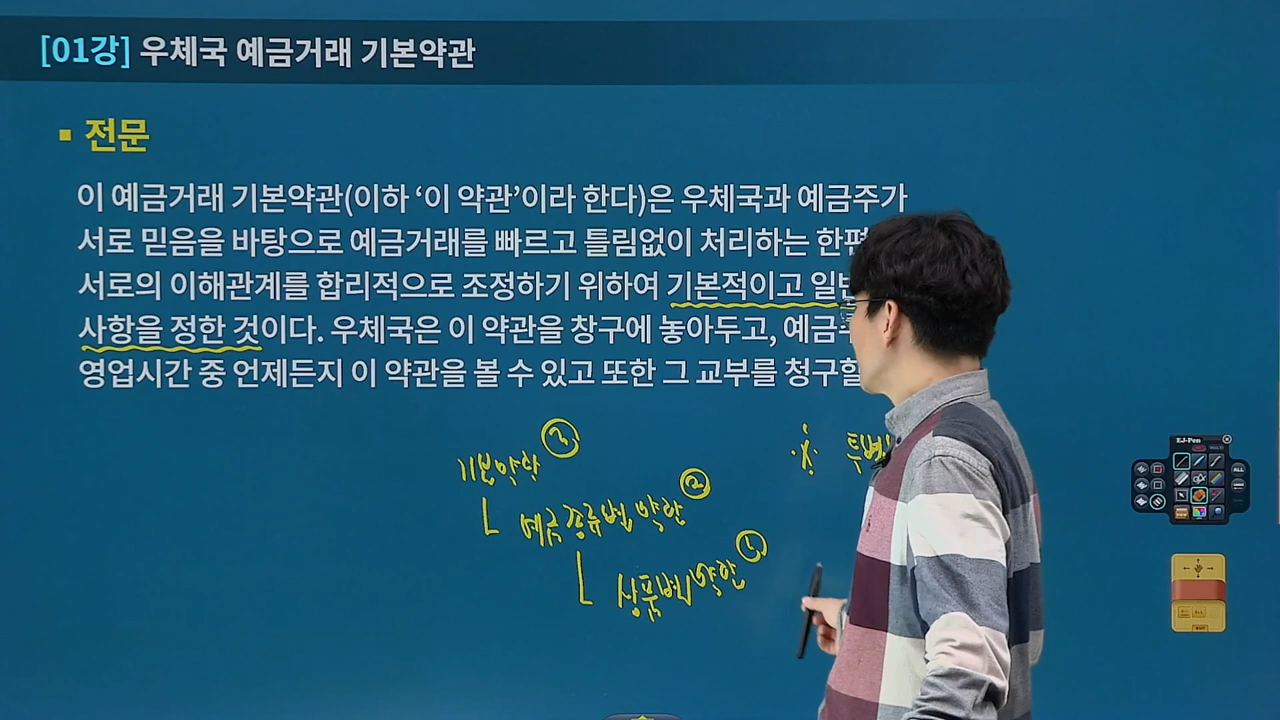 [01강] 우체국 예금거래 기본약관
▪ 전문
이 예금거래 기본약관(이하 ‘이 약관’이라 한다)은 우체국과 예금주가
서로 믿음을 바탕으로 예금거래를 빠르고 틀림없이 처리하는 한편
서로의 이해관계를 합리적으로 조정하기 위하여 기본적이고 일반
사항을 정한 것이다. 우체국은 이 약관을 창구에 놓아두고, 예금주
영업시간 중 언제든지 이 약관을 볼 수 있고 또한 그 교부를 청구할
기본약관 ③
예금종류별 약관 ②
상품별 약관 ①
EJ-Pen
ALL
ALL
EXIT